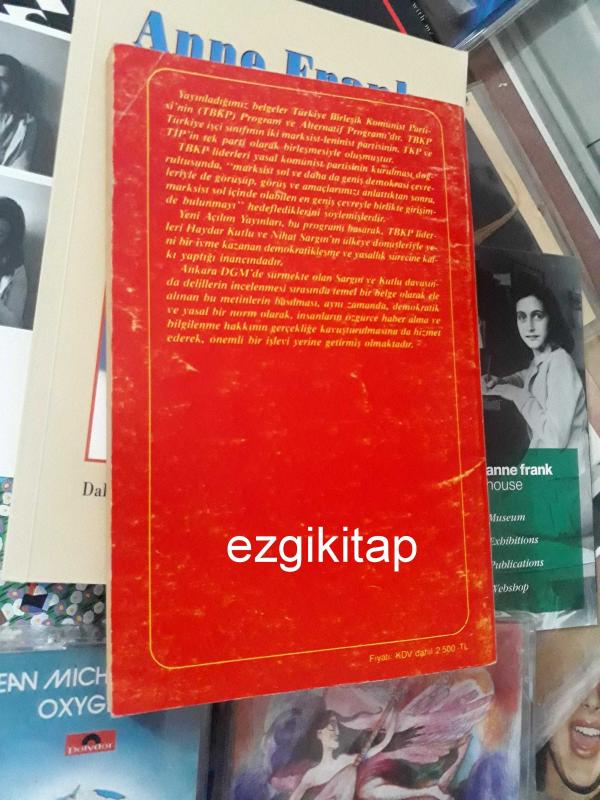 with m
Anne Frank
Yayınladığımız belgeler Türkiye Birleşik Komünist Parti-
si'nin (TBKP) Program ve Alternatif Programı'dır. TBKP
Türkiye işçi sınıfının iki marksist-leninist partisinin, TKP ve
TİP'in tek parti olarak birleşmesiyle oluşmuştur.
TBKP liderleri yasal komünist partisinin kurulması doğ-
rultusunda, "marksist sol ve daha da geniş demokrasi çevre-
leriyle de görüşüp, görüş ve amaçlarımızı anlattıktan sonra,
marksist sol içinde olabilen en geniş çevreyle birlikte girişim-
de bulunmayı" hedeflediklerini söylemişlerdir.
Yeni Açılım Yayınları, bu programı basarak, TBKP lider-
leri Haydar Kutlu ve Nihat Sargın'ın ülkeye dönüşleriyle ye-
ni bir ivme kazanan demokratikleşme ve yasallık sürecine kat-
kı yaptığı inancındadır.
Ankara DGM'de sürmekte olan Sargın ve Kutlu davasın-
da delillerin incelenmesi sırasında temel bir belge olarak ele
alınan bu metinlerin basılması, aynı zamanda, demokratik
ve yasal bir norm olarak, insanların özgürce haber alma ve
bilgilenme hakkının gerçekliğe kavuşturulmasına da hizmet
ederek, önemli bir işlevi yerine getirmiş olmaktadır.
anne frank
house
Museum
Exhibitions
Publications
Webshop
Dal
ezgikitap
Fiyatı: KDV dahil 2 500 TL
EAN MICH
OXYG
Polydor